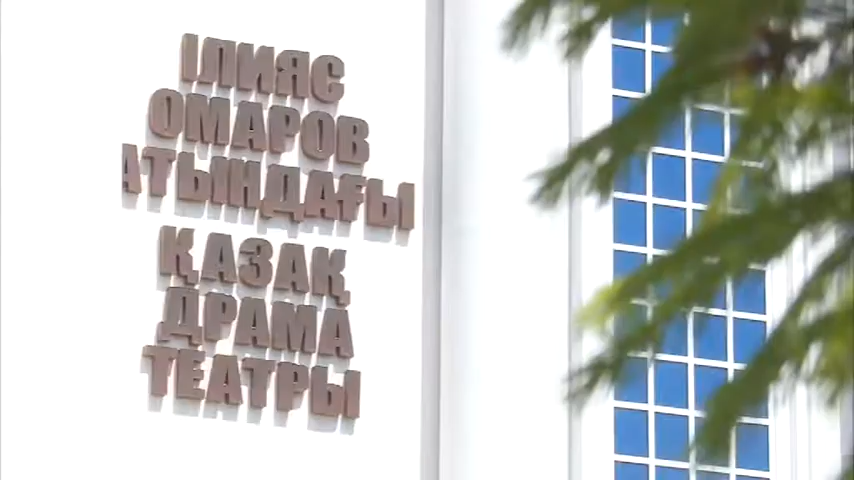 ІЛИЯС
ОМАРОВ
АТЫНДАҒЫ
ҚАЗАҚ
ДРАМА
ТЕАТРЫ